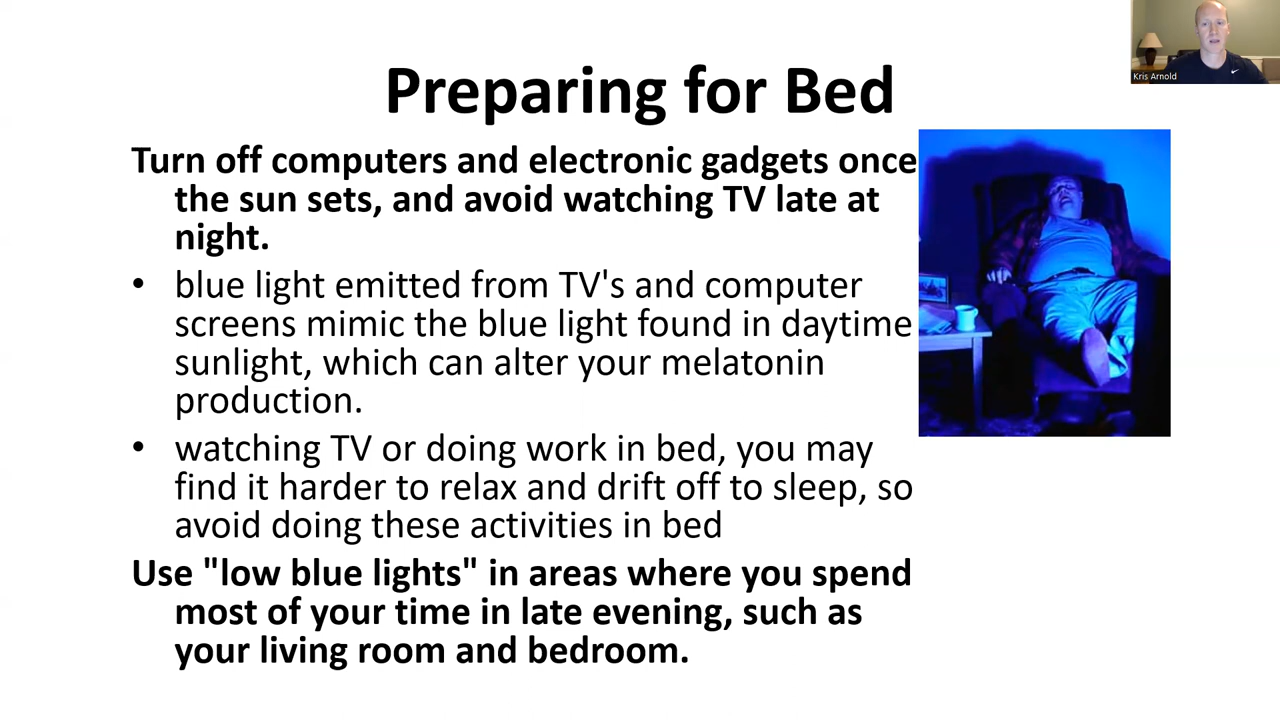 Preparing for Bed
Kris Arnold
Turn off computers and electronic gadgets once
the sun sets, and avoid watching TV late at
night.
• blue light emitted from TV's and computer
screens mimic the blue light found in daytime
sunlight, which can alter your melatonin
production.
• watching TV or doing work in bed, you may
find it harder to relax and drift off to sleep, so
avoid doing these activities in bed
Use "low blue lights" in areas where you spend
most of your time in late evening, such as
your living room and bedroom.